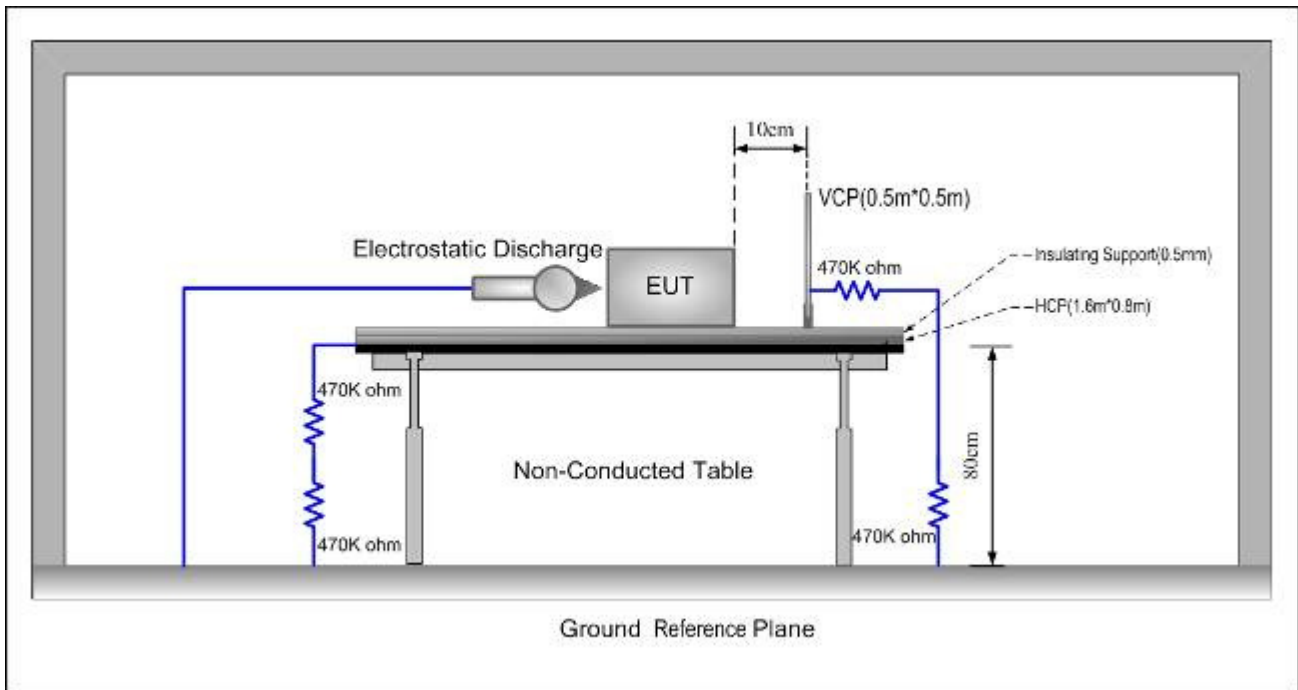 10cm
VCP(0.5m*0.5m)
Electrostatic Discharge
EUT
470K ohm
Insulating Support(0.5mm)
HCP(1.6m*0.8m)
470K ohm
80cm
Non-Conducted Table
470K ohm
470K ohm
Ground Reference Plane